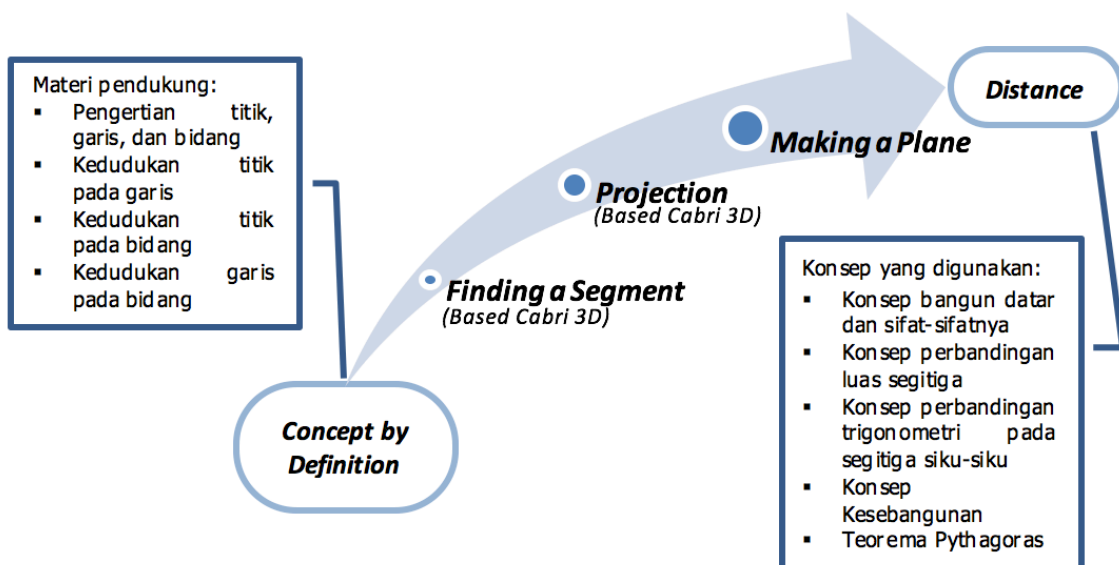 Materi pendukung:
▪ Pengertian titik,
garis, dan bidang
▪ Kedudukan titik
pada garis
▪ Kedudukan titik
pada bidang
▪ Kedudukan garis
pada bidang
Concept by
Definition
Finding a Segment
(Based Cabri 3D)
Projection
(Based Cabri 3D)
Making a Plane
Distance
Konsep yang digunakan:
▪ Konsep bangun datar
dan sifat-sifatnya
▪ Konsep perbandingan
luas segitiga
▪ Konsep perbandingan
trigonometri pada
segitiga siku-siku
▪ Konsep
Kesebangunan
▪ Teorema Pythagoras